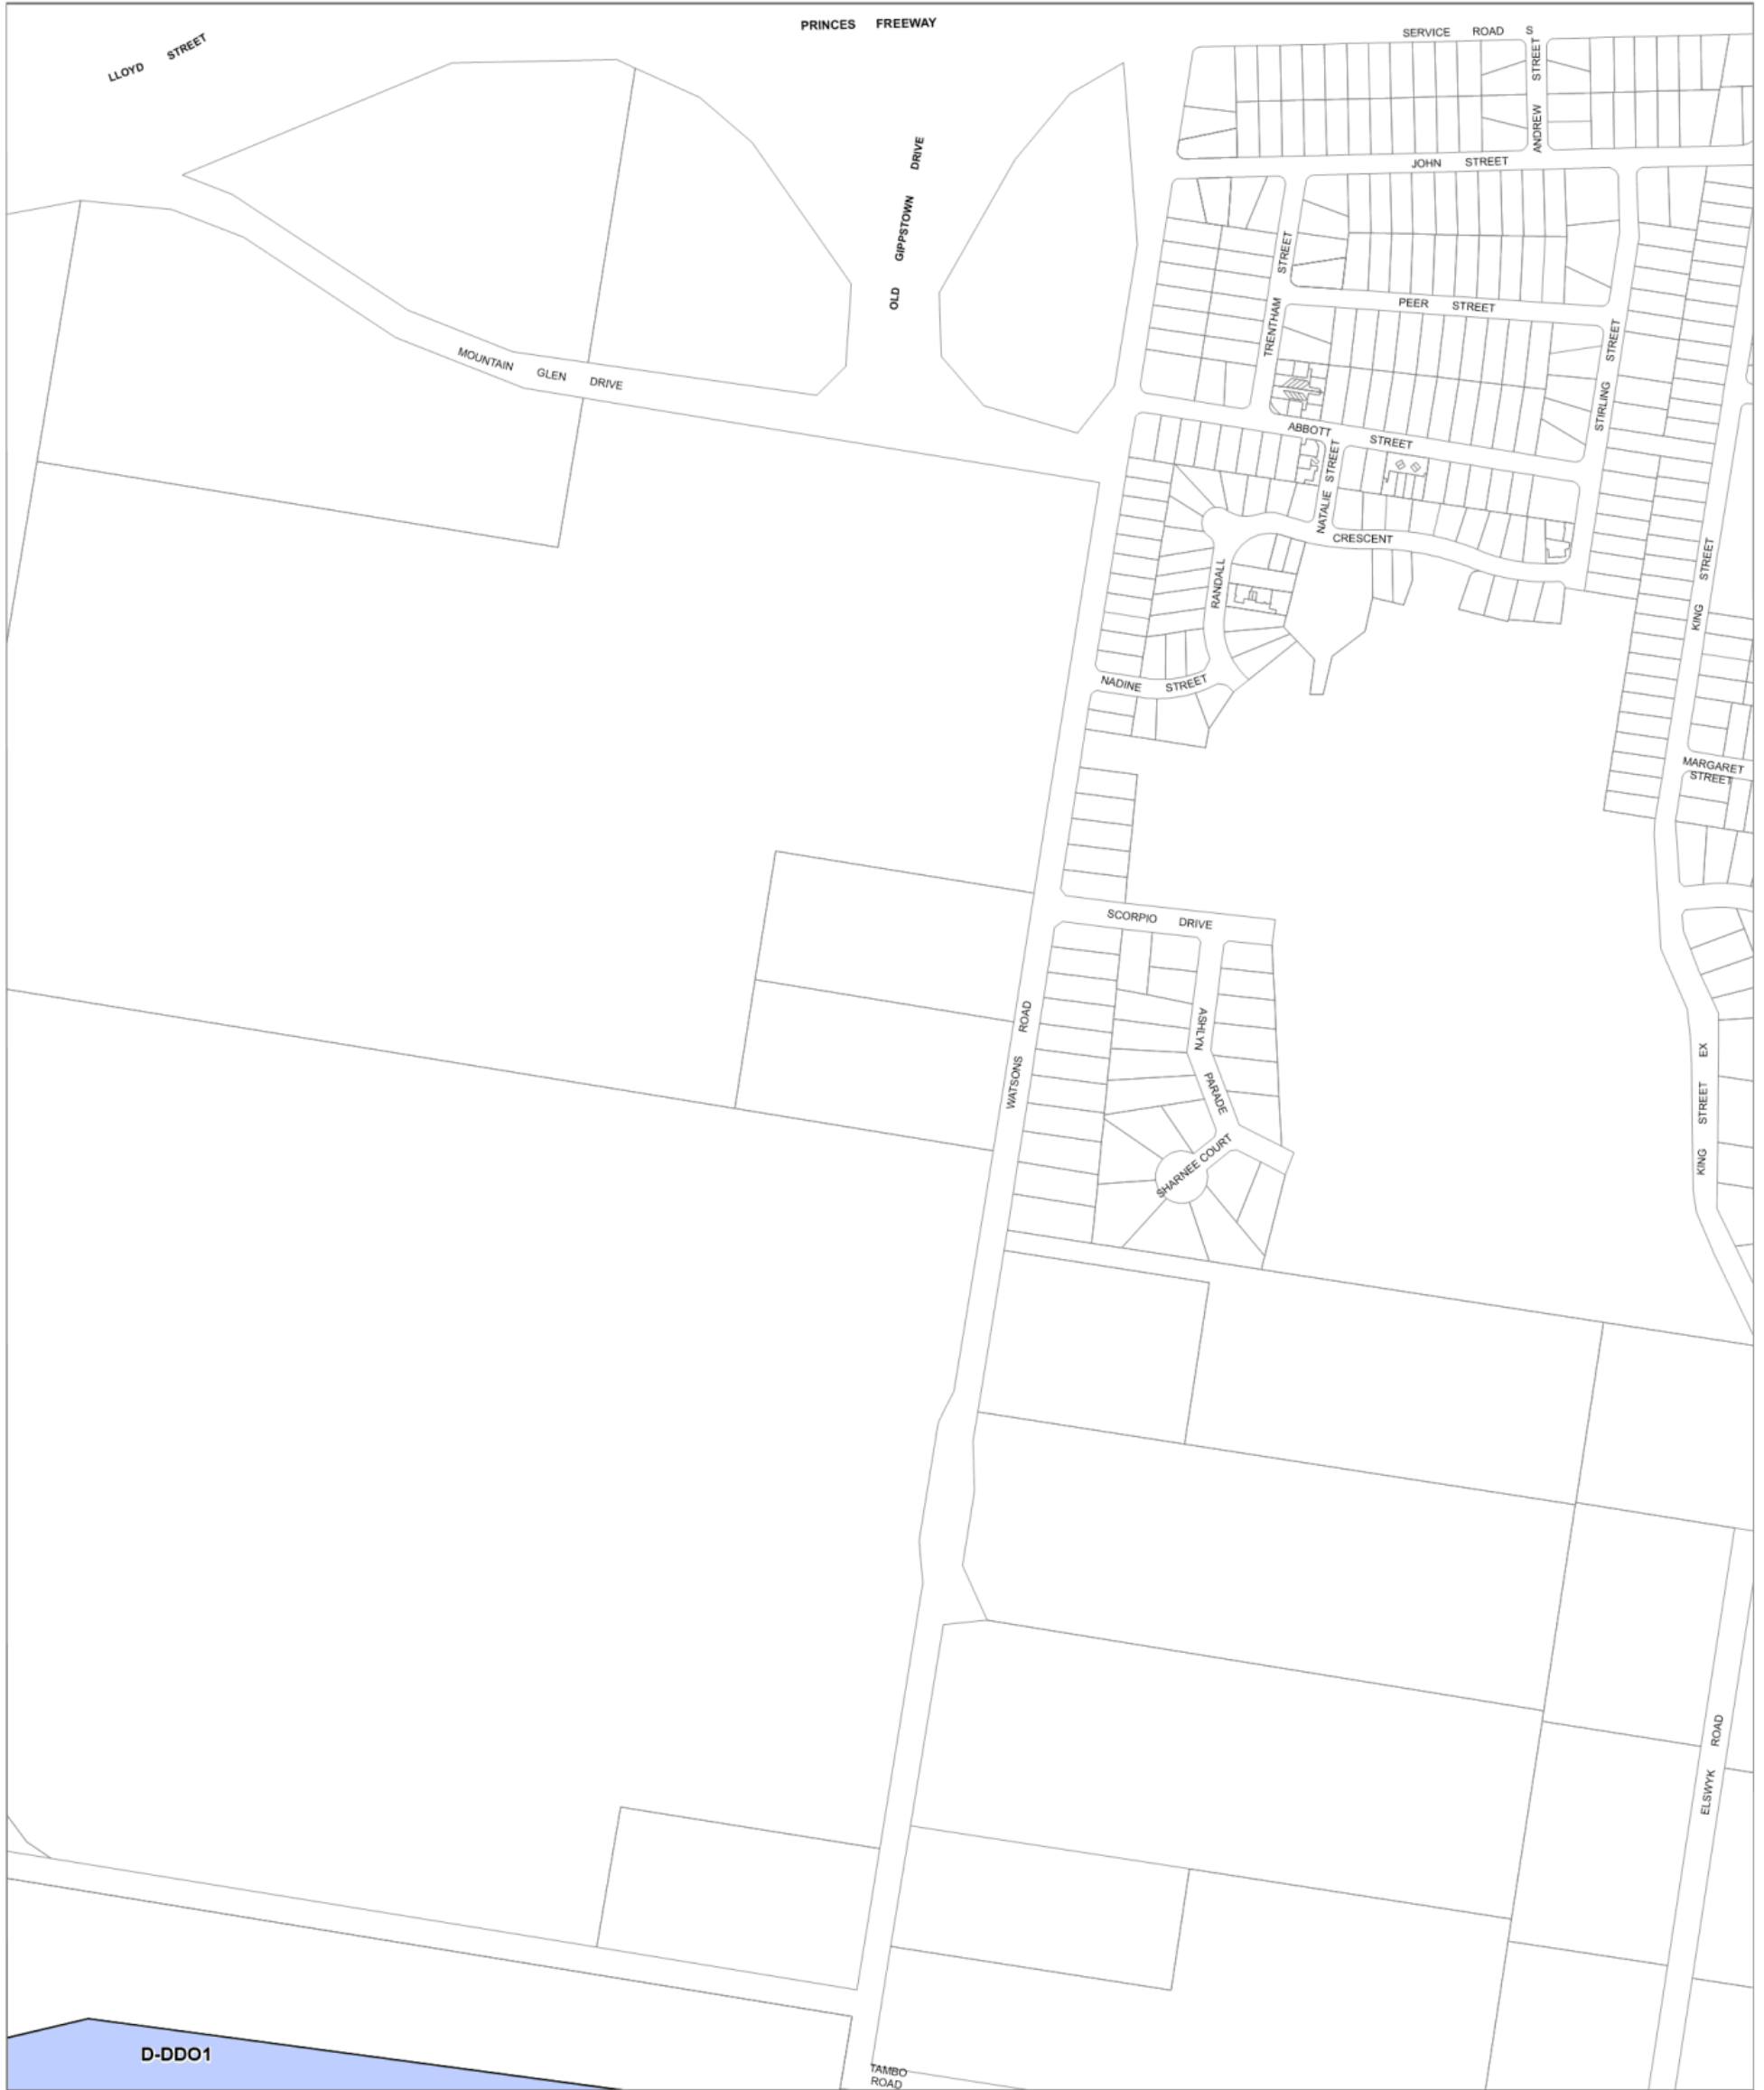 PRINCES FREEWAY
LLOYD STREET
SERVICE ROAD S
ANDREW STREET
JOHN STREET
OLD GIPPSTOWN DRIVE
TRENTHAM STREET
PEER STREET
STIRLING STREET
MOUNTAIN GLEN DRIVE
ABBOTT STREET
NATALIE STREET
RANDALL CRESCENT
KING STREET
NADINE STREET
MARGARET
STREET
SCORPIO DRIVE
WATSONS ROAD
ASHLYN PARADE
KING STREET EX
SHARNEE COURT
ELSWYK ROAD
D-DDO1
TAMBO
ROAD